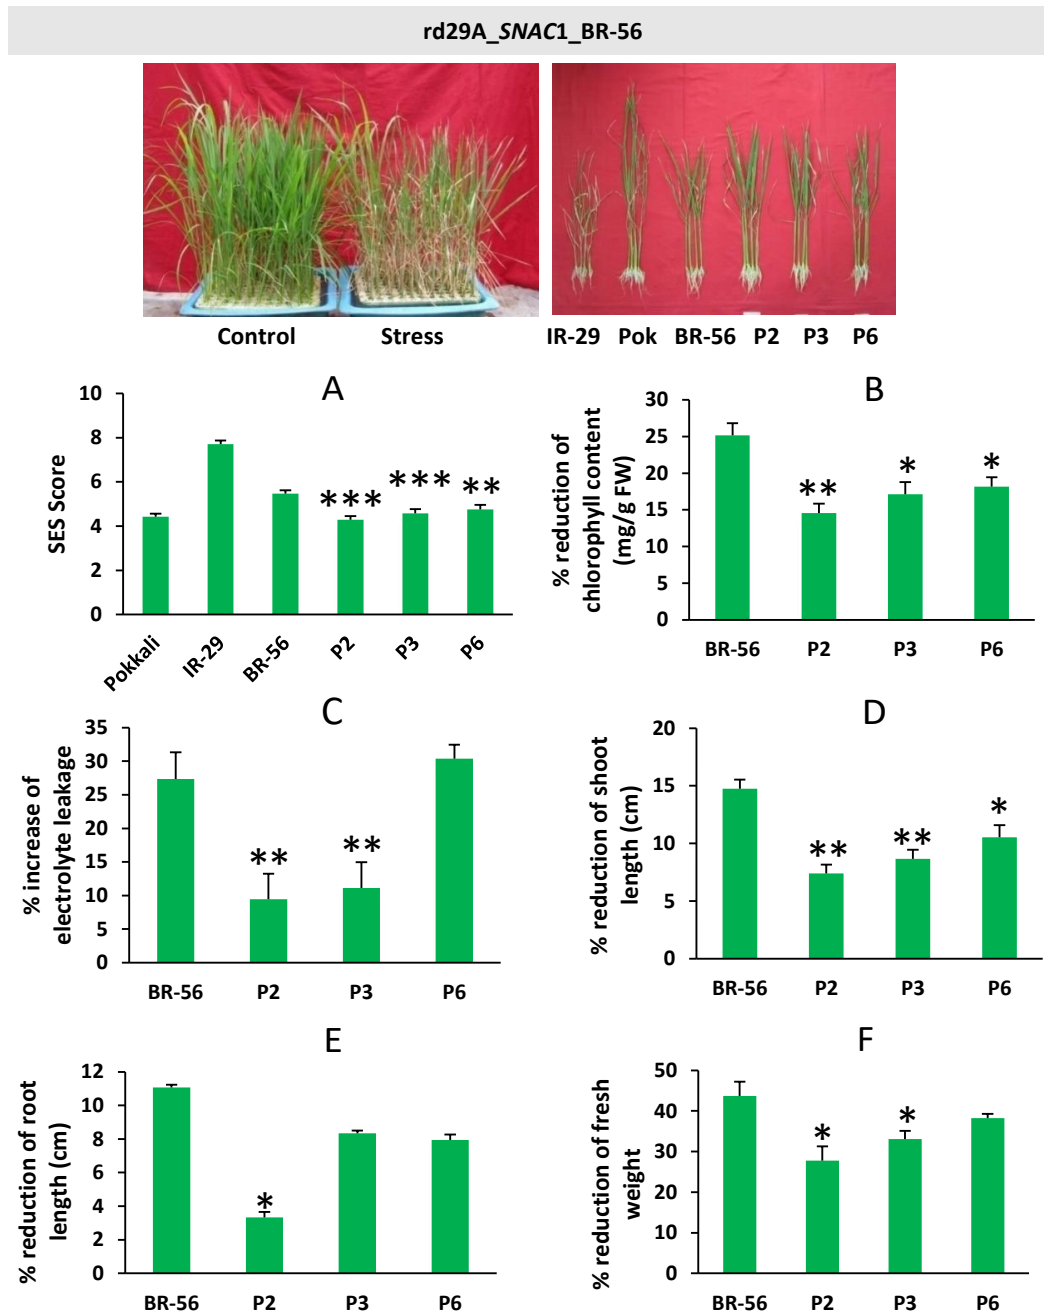 rd29A_SNAC1_BR-56
Control Stress
IR-29 Pok BR-56 P2 P3 P6
A
SES Score
10
8
6
4
2
0
*** *** **
Pokkali IR-29 BR-56 P2 P3 P6
B
% reduction of
chlorophyll content
(mg/g FW)
30
25
20
15
10
5
0
** * *
BR-56 P2 P3 P6
C
% increase of
electrolyte leakage
35
30
25
20
15
10
5
0
** **
BR-56 P2 P3 P6
D
% reduction of shoot
length (cm)
20
15
10
5
0
** ** *
BR-56 P2 P3 P6
E
% reduction of root
length (cm)
12
10
8
6
4
2
0
*
BR-56 P2 P3 P6
F
% reduction of fresh
weight
50
40
30
20
10
0
* *
BR-56 P2 P3 P6